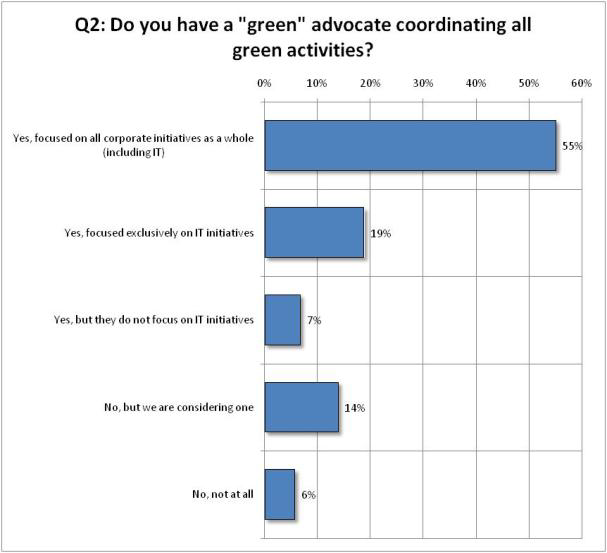 Q2: Do you have a "green" advocate coordinating all
green activities?
0% 10% 20% 30% 40% 50% 60%
Yes, focused on all corporate initiatives as a whole
(including IT)
55%
Yes, focused exclusively on IT initiatives
19%
Yes, but they do not focus on IT initiatives
7%
No, but we are considering one
14%
No, not at all
6%